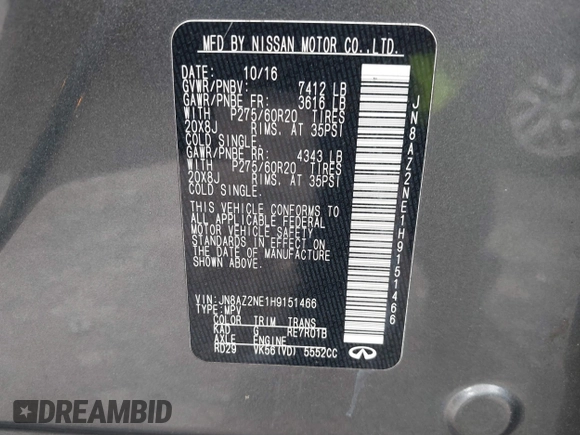 MFD BY NISSAN MOTOR CO.,LTD.
DATE: 10/16
GVWR/PNBV: 7412 LB
GAWR/PNBE FR: 3616 LB
WITH P275/60R20 TIRES
20X8J RIMS. AT 35PSI
COLD SINGLE.
GAWR/PNBE RR: 4343 LB
WITH P275/60R20 TIRES
20X8J RIMS. AT 35PSI
COLD SINGLE.
THIS VEHICLE CONFORMS TO
ALL APPLICABLE FEDERAL
MOTOR VEHICLE SAFETY
STANDARDS IN EFFECT ON
THE DATE OF MANUFACTURE
SHOWN ABOVE.
VIN: JN8AZ2NE1H9151466
TYPE: MPV
COLOR TRIM TRANS
KAD G RE7R01B
AXLE ENGINE
RD29 VK56(VD) 5552CC
JN8AZ2NE1H9151466
DREAMBID